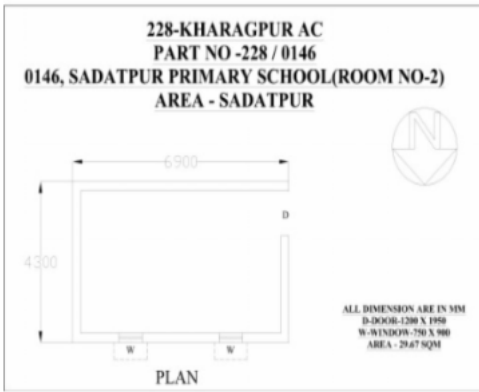 228-KHARAGPUR AC
PART NO -228 / 0146
0146, SADATPUR PRIMARY SCHOOL(ROOM NO-2)
AREA - SADATPUR
N
6900
D
4300
ALL DIMENSION ARE IN MM
D-DOOR-1200 X 1950
W-WINDOW-750 X 900
AREA - 29.67 SQM
W W
PLAN